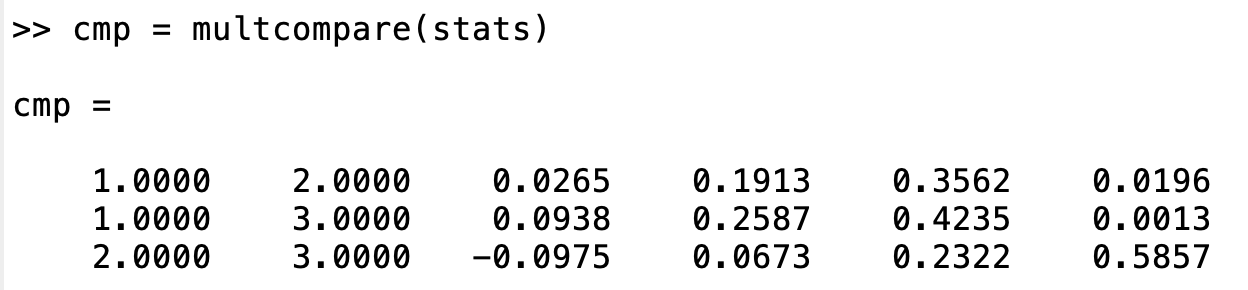 >> cmp = multcompare(stats)
cmp =
1.0000 2.0000 0.0265 0.1913 0.3562 0.0196
1.0000 3.0000 0.0938 0.2587 0.4235 0.0013
2.0000 3.0000 -0.0975 0.0673 0.2322 0.5857